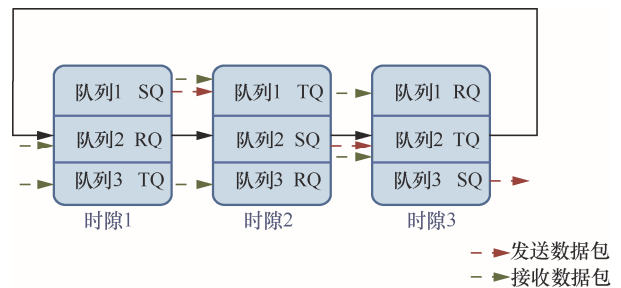 队列1 SQ
队列1 TQ
队列1 RQ
队列2 RQ
队列2 SQ
队列2 TQ
队列3 TQ
队列3 RQ
队列3 SQ
时隙1
时隙2
时隙3
发送数据包
接收数据包